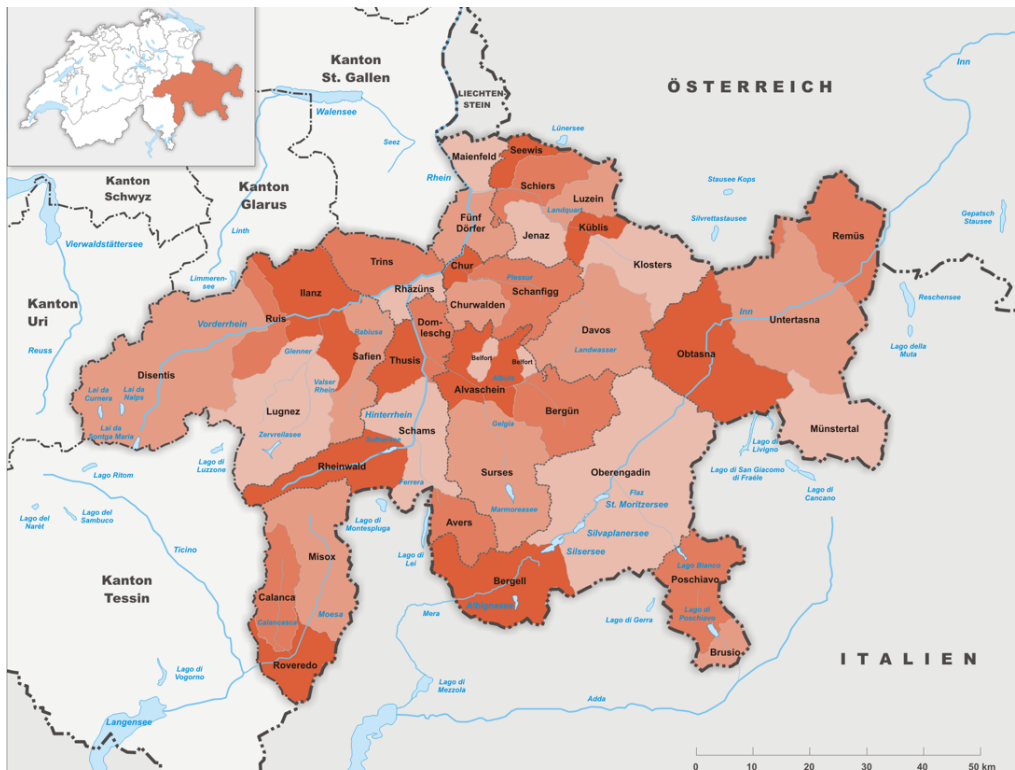 Kanton
St. Gallen
LIECHTEN-
STEIN
ÖSTERREICH
Inn
Walensee
Seez
Lünersee
Maienfeld
Seewis
Kanton
Schwyz
Kanton
Glarus
Rhein
Schiers
Stausee Kops
Luzein
Gepatsch
Stausee
Linth
Vierwaldstättersee
Fünf
Dörfer
Landquart
Silvrettastausee
Küblis
Jenaz
Remüs
Trins
Chur
Klosters
Limmeren-
see
Plessur
Rhäzüns
Schanfigg
Ilanz
Churwalden
Reschensee
Kanton
Uri
Inn
Vorderrhein
Ruis
Rabiusa
Dom-
leschg
Davos
Untertasna
Lago della
Muta
Reuss
Glenner
Safien
Thusis
Belfort
Belfort
Landwasser
Obtasna
Disentis
Albula
Valser
Rhein
Alvaschein
Lai da
Curnera
Lai da
Nalps
Lugnez
Hinterrhein
Bergün
Lai da
Sontga Maria
Gelgia
Schams
Münstertal
Zervreilasee
Sufnersee
Lago di
Livigno
Lago di
Luzzone
Rheinwald
Surses
Oberengadin
Lago di San Giacomo
di Fraéle
Lago Ritom
Ferrera
Lago di
Cancano
Flaz
St. Moritzersee
Lago del
Narèt
Lago del
Sambuco
Lago di
Montespluga
Marmorersee
Avers
Silvaplanersee
Ticino
Misox
Lago di
Lei
Silsersee
Kanton
Tessin
Bergell
Lago Bianco
Poschiavo
Calanca
Albignasee
Mera
Lago di
Poschiavo
Moesa
Calancasca
Lago di Gerra
Brusio
Roveredo
ITALIEN
Lago di
Vogorno
Lago di
Mezzola
Adda
Langensee
0 10 20 30 40 50 km